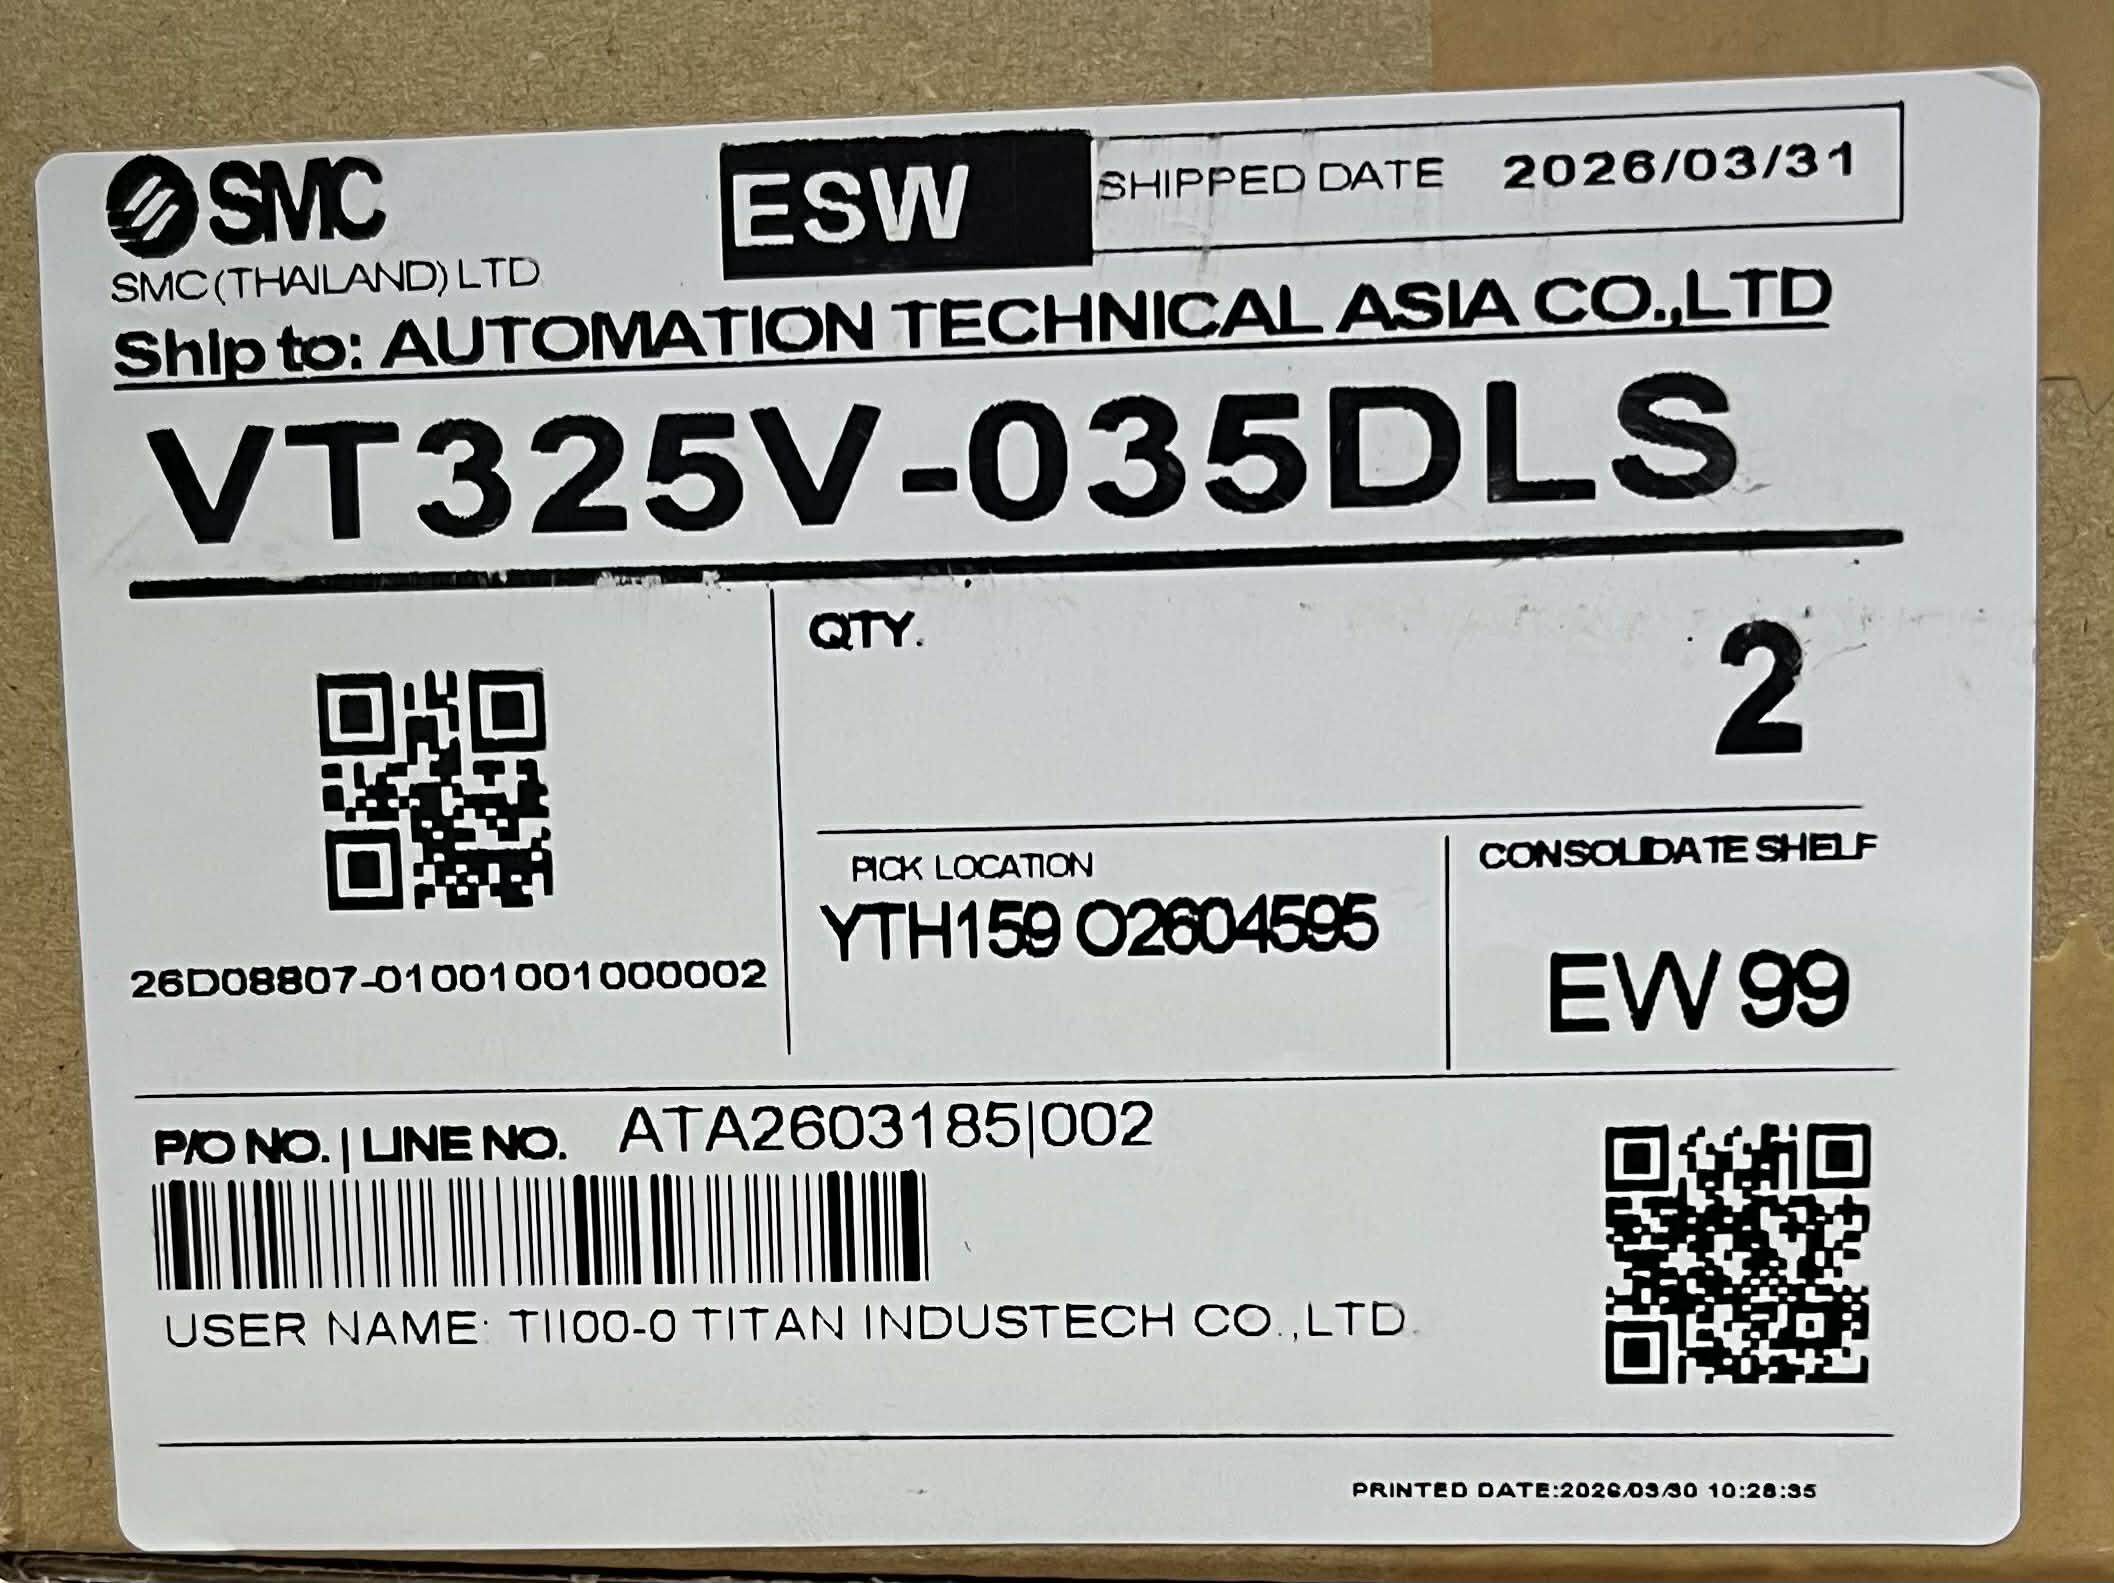 SMC
SMC(THAILAND)LTD
ESW
SHIPPED DATE 2026/03/31
Ship to: AUTOMATION TECHNICAL ASIA CO.,LTD
VT325V-035DLS
QTY.
2
26D08807-01001001000002
PICK LOCATION
YTH159 O2604595
CONSOLIDATE SHELF
EW 99
P/O NO. | LINE NO. ATA2603185|002
USER NAME: TII00-0 TITAN INDUSTECH CO.,LTD.
PRINTED DATE:2026/03/30 10:28:35